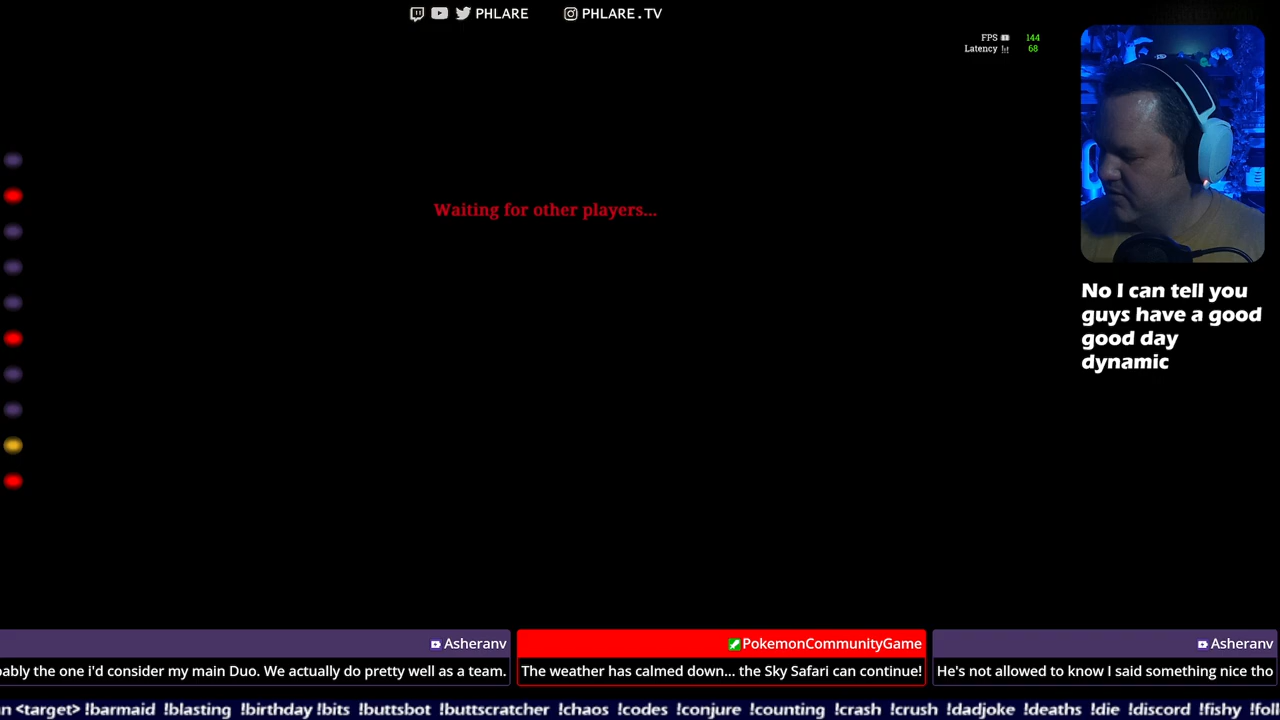 PHLARE PHLARE.TV
FPS 144
Latency 68
Waiting for other players...
No I can tell you
guys have a good
good day
dynamic
Asheranv
the one i'd consider my main Duo. We actually do pretty well as a team.
PokemonCommunityGame
The weather has calmed down... the Sky Safari can continue!
Asheranv
He's not allowed to know I said something nice tho
<target> !barmaid !blasting !birthday !bits !buttsbot !buttscratcher !chaos !codes !conjure !counting !crash !crush !dadjoke !deaths !die !discord !fishy